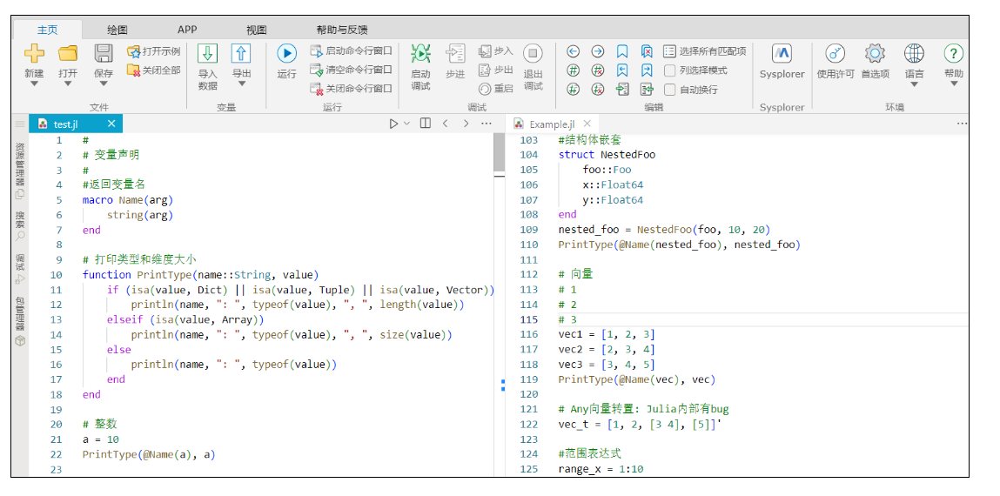 主页 绘图 APP 视图 帮助与反馈
新建 打开 保存 打开示例 关闭全部 导入数据 导出 运行 启动命令行窗口 清空命令行窗口 关闭命令行窗口 启动调试 步进 步入 步出 重启 退出调试 选择所有匹配项 列选择模式 自动换行 Sysplorer 使用许可 首选项 语言 帮助
文件 变量 运行 调试 编辑 Sysplorer 环境
资源管理器
搜索
调试
包管理器
test.jl
1 #
2 # 变量声明
3 #
4 #返回变量名
5 macro Name(arg)
6 string(arg)
7 end
8
9 # 打印类型和维度大小
10 function PrintType(name::String, value)
11 if (isa(value, Dict) || isa(value, Tuple) || isa(value, Vector))
12 println(name, ": ", typeof(value), ", ", length(value))
13 elseif (isa(value, Array))
14 println(name, ": ", typeof(value), ", ", size(value))
15 else
16 println(name, ": ", typeof(value))
17 end
18 end
19
20 # 整数
21 a = 10
22 PrintType(@Name(a), a)
23
Example.jl
103 #结构体嵌套
104 struct NestedFoo
105 foo::Foo
106 x::Float64
107 y::Float64
108 end
109 nested_foo = NestedFoo(foo, 10, 20)
110 PrintType(@Name(nested_foo), nested_foo)
111
112 # 向量
113 # 1
114 # 2
115 # 3
116 vec1 = [1, 2, 3]
117 vec2 = [2, 3, 4]
118 vec3 = [3, 4, 5]
119 PrintType(@Name(vec), vec)
120
121 # Any向量转置: Julia内部有bug
122 vec_t = [1, 2, [3 4], [5]]'
123
124 #范围表达式
125 range_x = 1:10